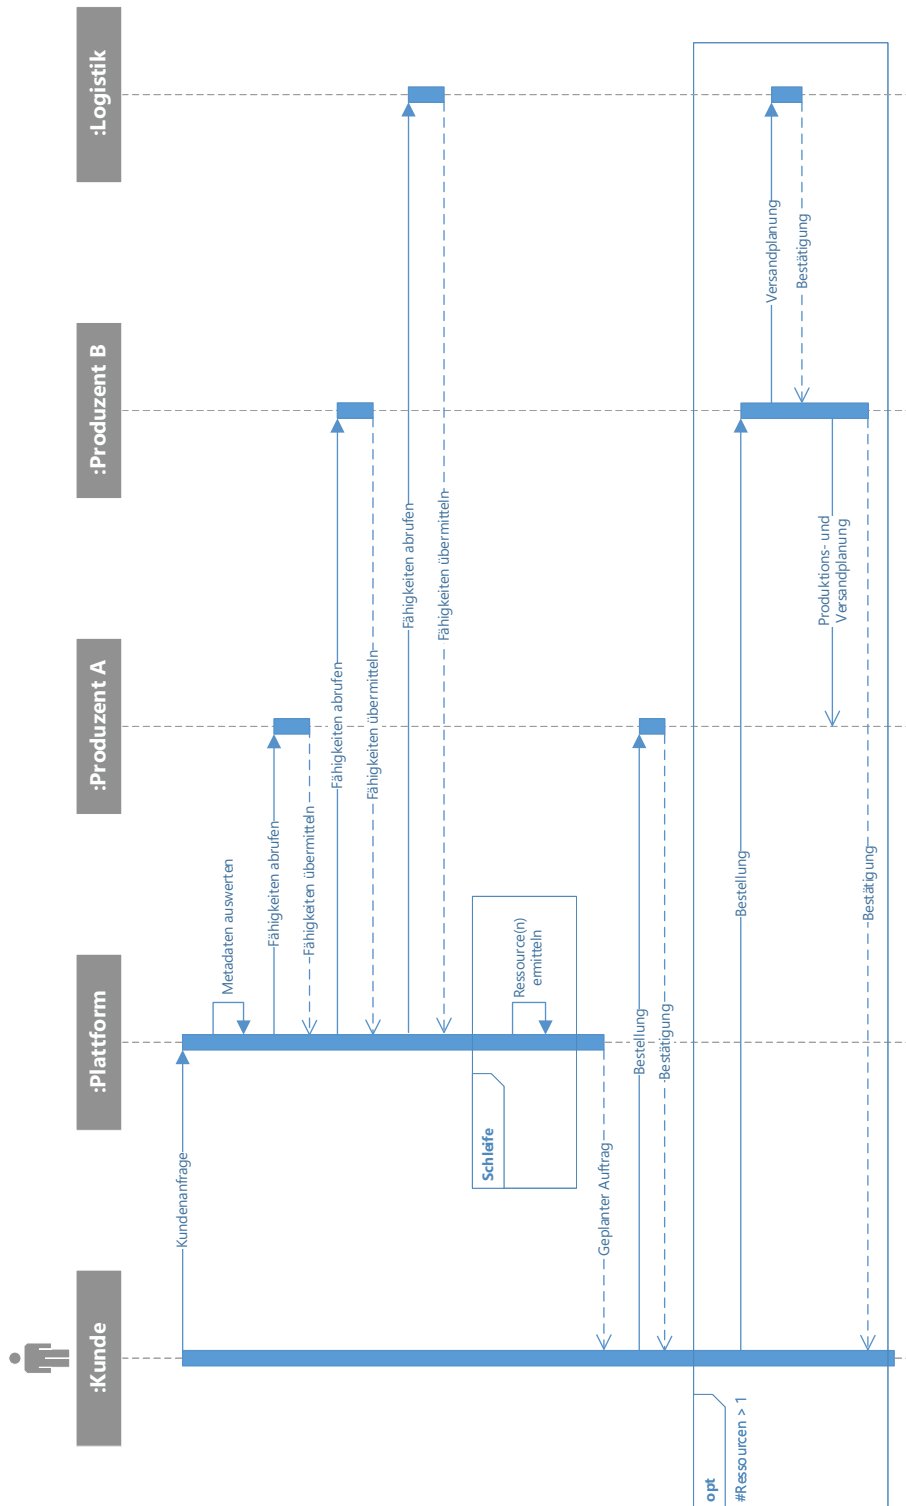 :Kunde
:Plattform
:Produzent A
:Produzent B
:Logistik
Kundenanfrage
Metadaten auswerten
Fähigkeiten abrufen
Fähigkeiten übermitteln
Fähigkeiten abrufen
Fähigkeiten übermitteln
Fähigkeiten abrufen
Fähigkeiten übermitteln
Schleife
Ressource(n)
ermitteln
Geplanter Auftrag
Bestellung
Bestätigung
opt
#Ressourcen > 1
Bestellung
Versandplanung
Bestätigung
Produktions- und
Versandplanung
Bestätigung